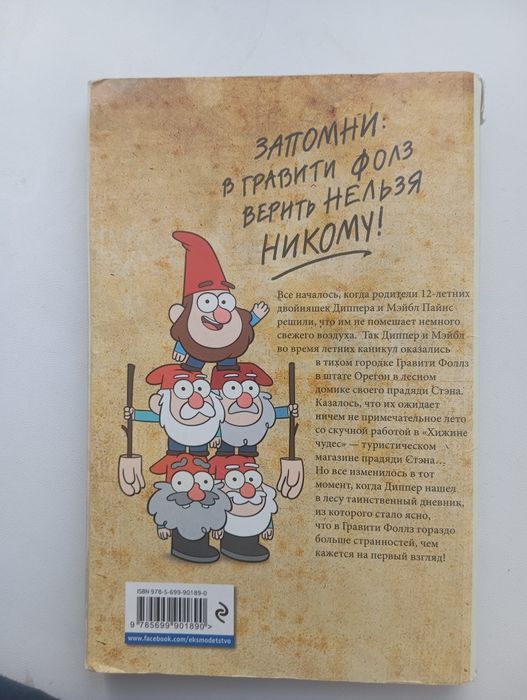 ЗАПОМНИ:
В ГРАВИТИ ФОЛЗ
ВЕРИТЬ НЕЛЬЗЯ
НИКОМУ!
Все началось, когда родители 12-летних
двойняшек Диппера и Мэйбл Пайнс
решили, что им не помешает немного
свежего воздуха. Так Диппер и Мэйбл
во время летних каникул оказались
в тихом городке Гравити Фоллз
в штате Орегон в лесном
домике своего прадяди Стэна.
Казалось, что их ожидает
ничем не примечательное лето
со скучной работой в «Хижине
чудес» — туристическом
магазине прадяди Стэна...
Но все изменилось в тот
момент, когда Диппер нашел
в лесу таинственный дневник,
из которого стало ясно,
что в Гравити Фоллз гораздо
больше странностей, чем
кажется на первый взгляд!
ISBN 978-5-699-90189-0
9 785699 901890 >
www.facebook.com/eksmodetstvo